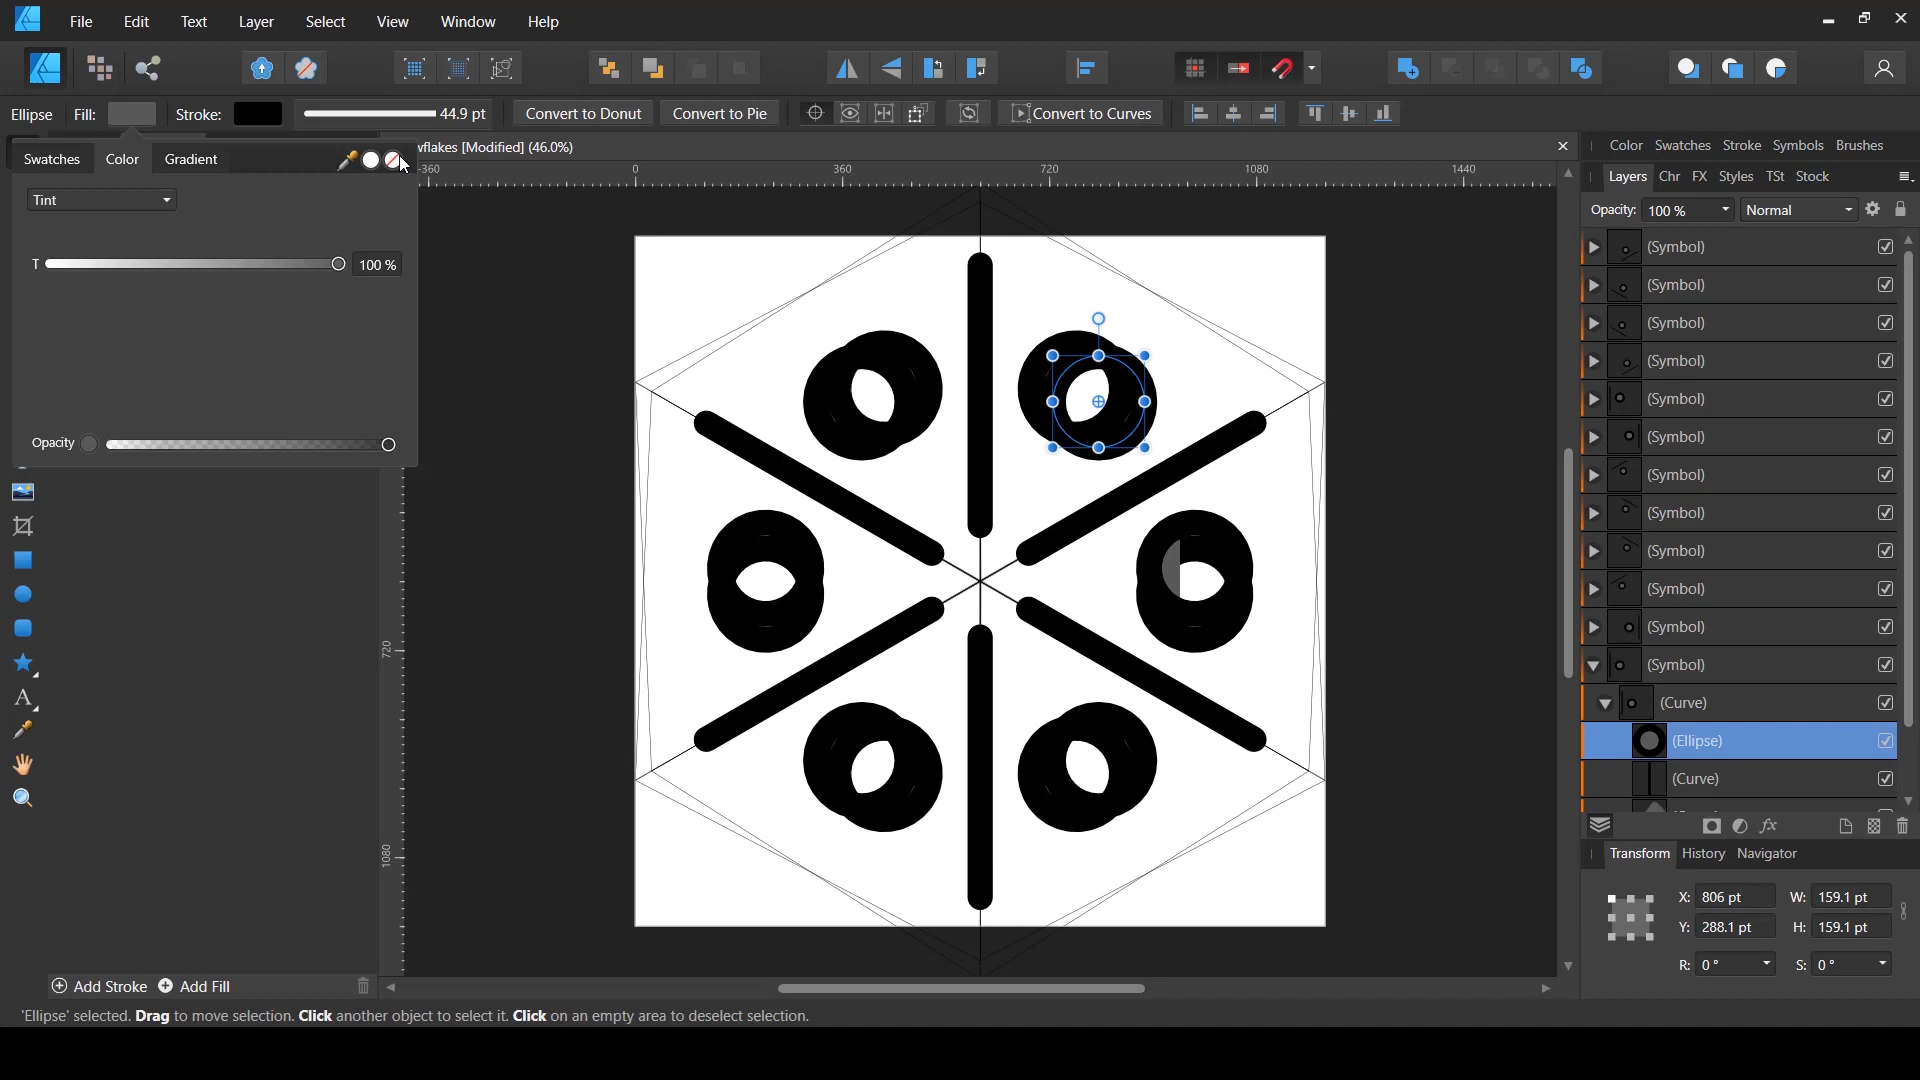 File Edit Text Layer Select View Window Help
Ellipse Fill: Stroke: 44.9 pt Convert to Donut Convert to Pie Convert to Curves
Swatches Color Gradient
wflakes [Modified] (46.0%)
Color Swatches Stroke Symbols Brushes
-360 0 360 720 1080 1440
Layers Chr FX Styles TSt Stock
Tint
Opacity: 100 % Normal
(Symbol)
T 100 %
(Symbol)
(Symbol)
(Symbol)
(Symbol)
Opacity
(Symbol)
(Symbol)
(Symbol)
(Symbol)
(Symbol)
(Symbol)
720
(Symbol)
(Curve)
A
(Ellipse)
(Curve)
1080
Transform History Navigator
X: 806 pt W: 159.1 pt
Y: 288.1 pt H: 159.1 pt
R: 0 ° S: 0 °
Add Stroke Add Fill
'Ellipse' selected. Drag to move selection. Click another object to select it. Click on an empty area to deselect selection.